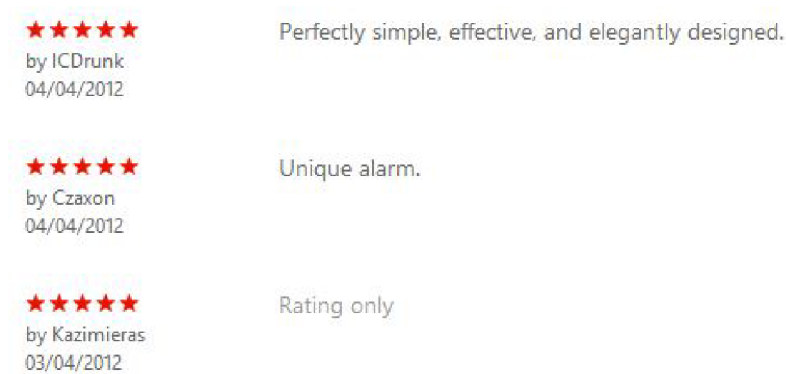 Perfectly simple, effective, and elegantly designed.
by ICDrunk
04/04/2012
Unique alarm.
by Czaxon
04/04/2012
Rating only
by Kazimieras
03/04/2012